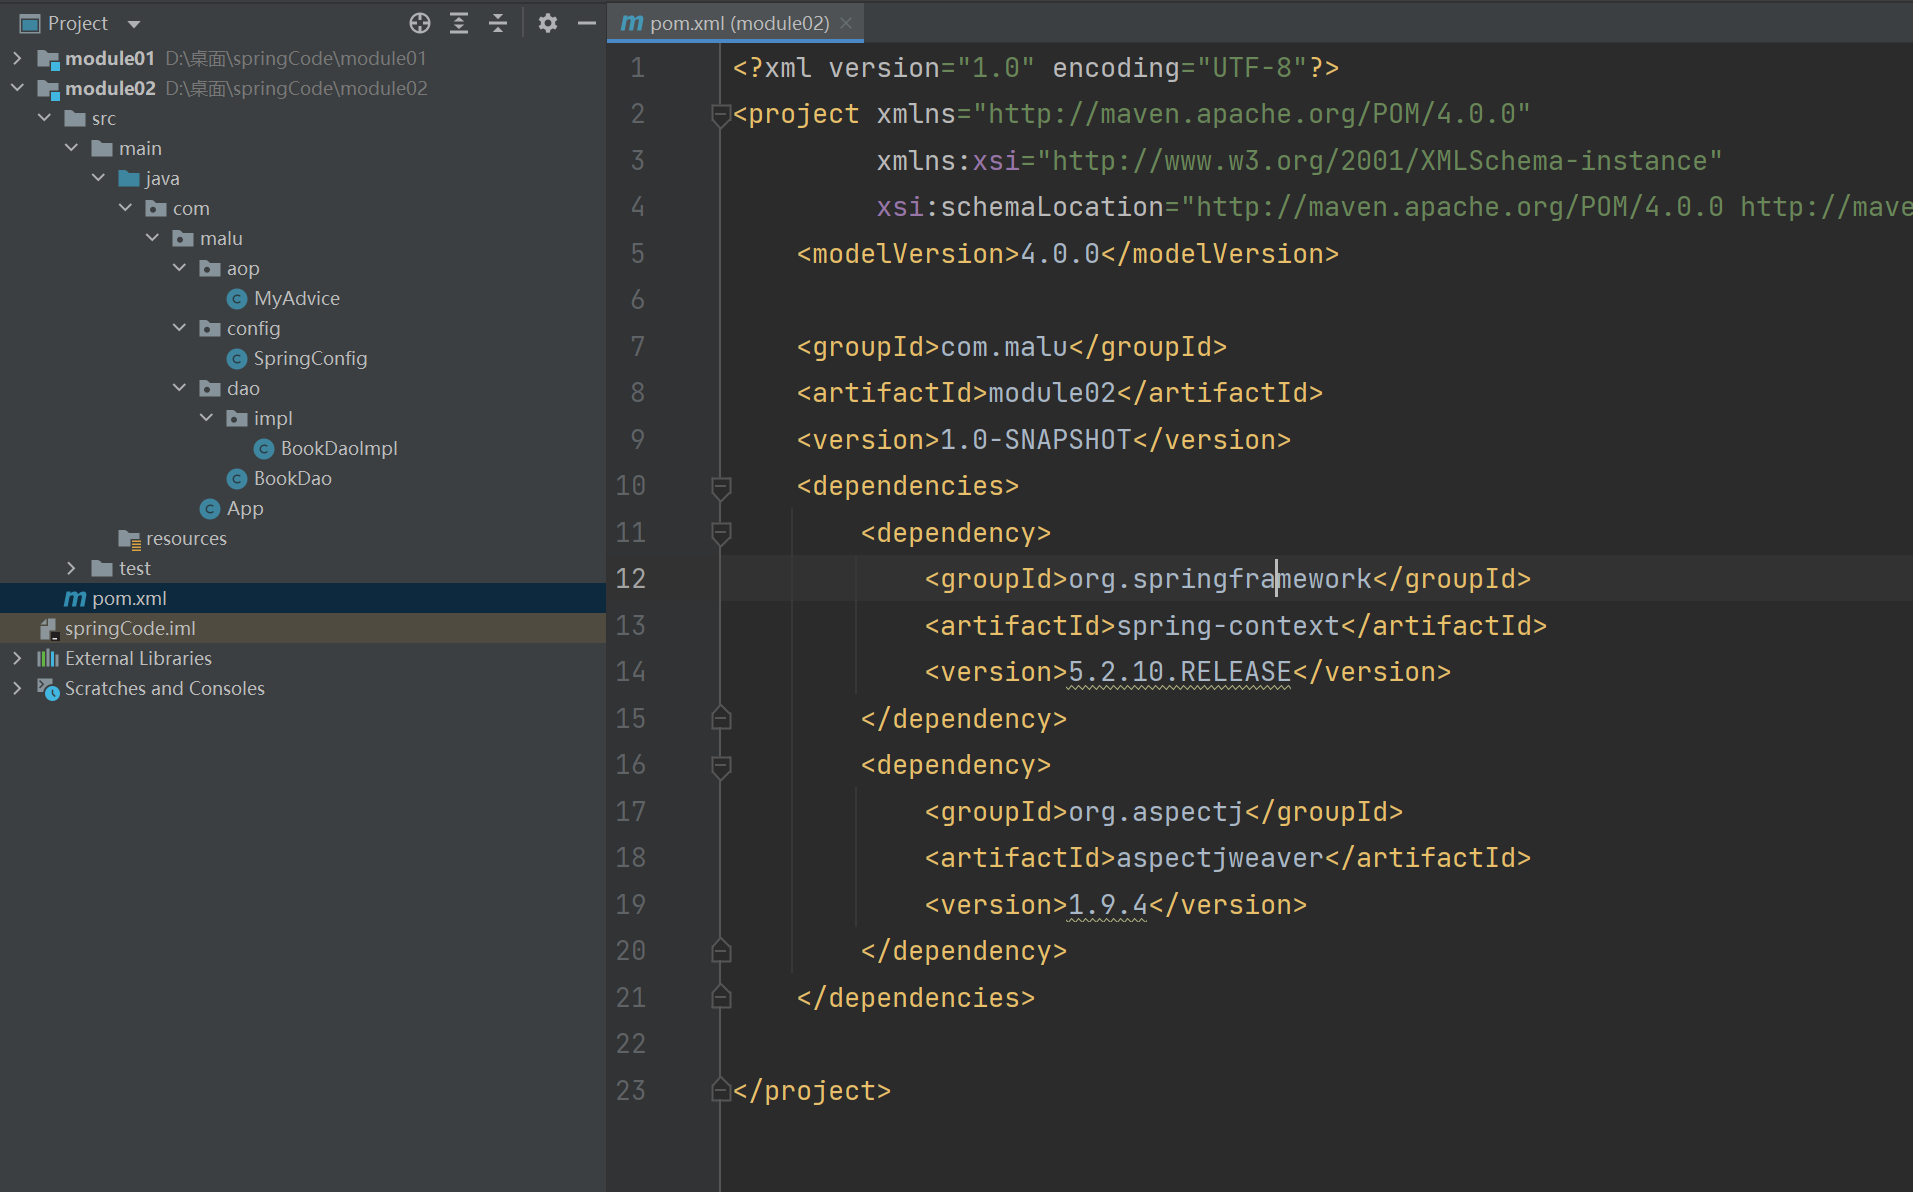 Project
module01 D:\桌面\springCode\module01
module02 D:\桌面\springCode\module02
src
main
java
com
malu
aop
MyAdvice
config
SpringConfig
dao
impl
BookDaoImpl
BookDao
App
resources
test
pom.xml
springCode.iml
External Libraries
Scratches and Consoles
pom.xml (module02)
1 <?xml version="1.0" encoding="UTF-8"?>
2 <project xmlns="http://maven.apache.org/POM/4.0.0"
3 xmlns:xsi="http://www.w3.org/2001/XMLSchema-instance"
4 xsi:schemaLocation="http://maven.apache.org/POM/4.0.0 http://mave
5 <modelVersion>4.0.0</modelVersion>
6
7 <groupId>com.malu</groupId>
8 <artifactId>module02</artifactId>
9 <version>1.0-SNAPSHOT</version>
10 <dependencies>
11 <dependency>
12 <groupId>org.springframework</groupId>
13 <artifactId>spring-context</artifactId>
14 <version>5.2.10.RELEASE</version>
15 </dependency>
16 <dependency>
17 <groupId>org.aspectj</groupId>
18 <artifactId>aspectjweaver</artifactId>
19 <version>1.9.4</version>
20 </dependency>
21 </dependencies>
22
23 </project>